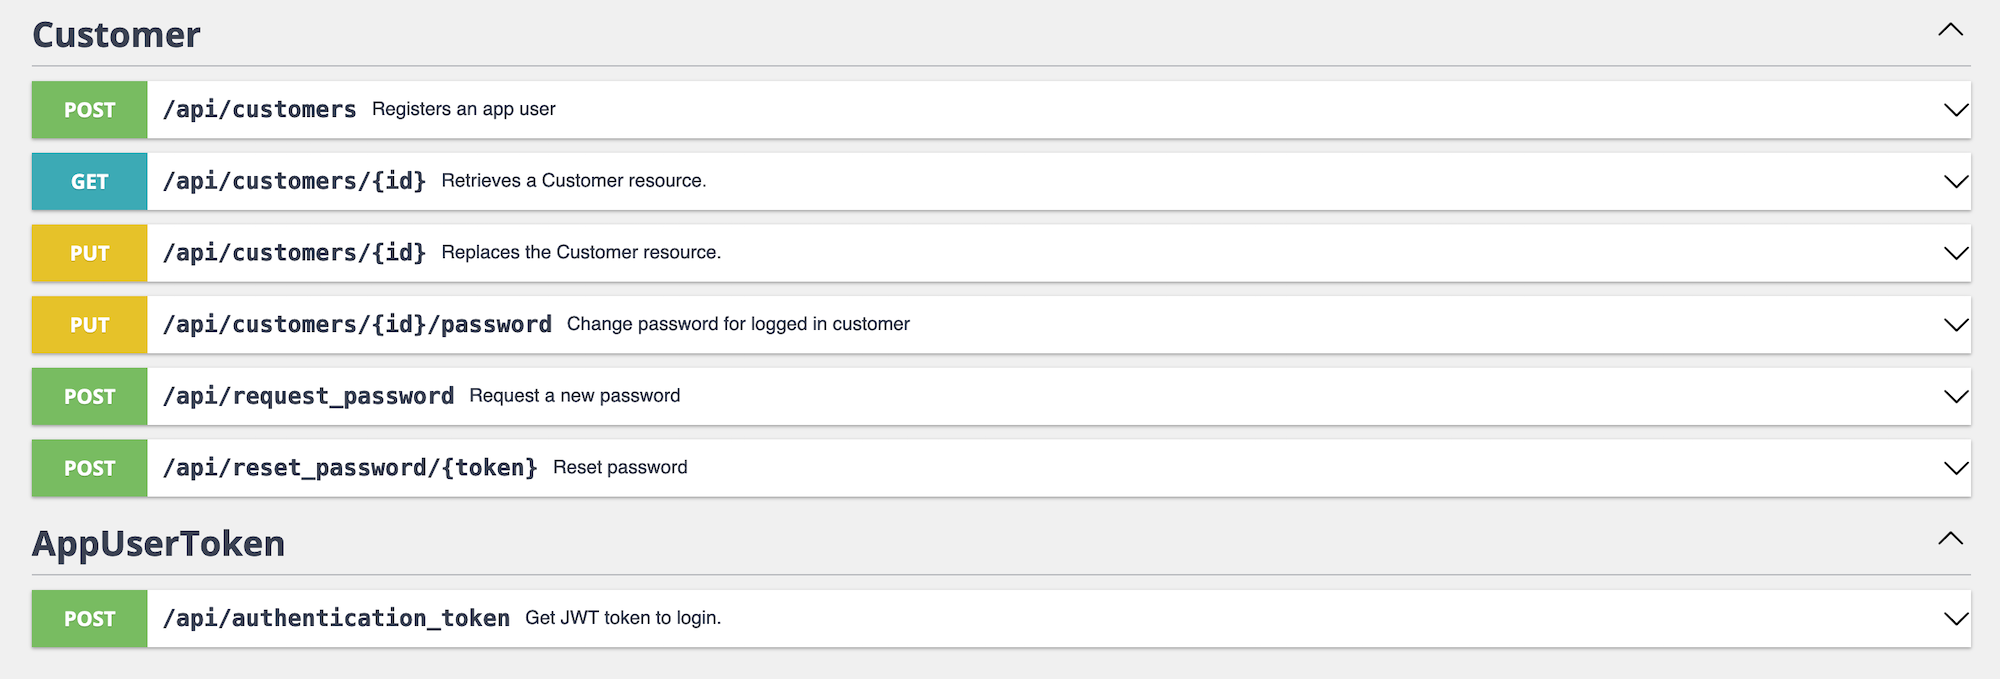 Customer
POST /api/customers Registers an app user
GET /api/customers/{id} Retrieves a Customer resource.
PUT /api/customers/{id} Replaces the Customer resource.
PUT /api/customers/{id}/password Change password for logged in customer
POST /api/request_password Request a new password
POST /api/reset_password/{token} Reset password
AppUserToken
POST /api/authentication_token Get JWT token to login.